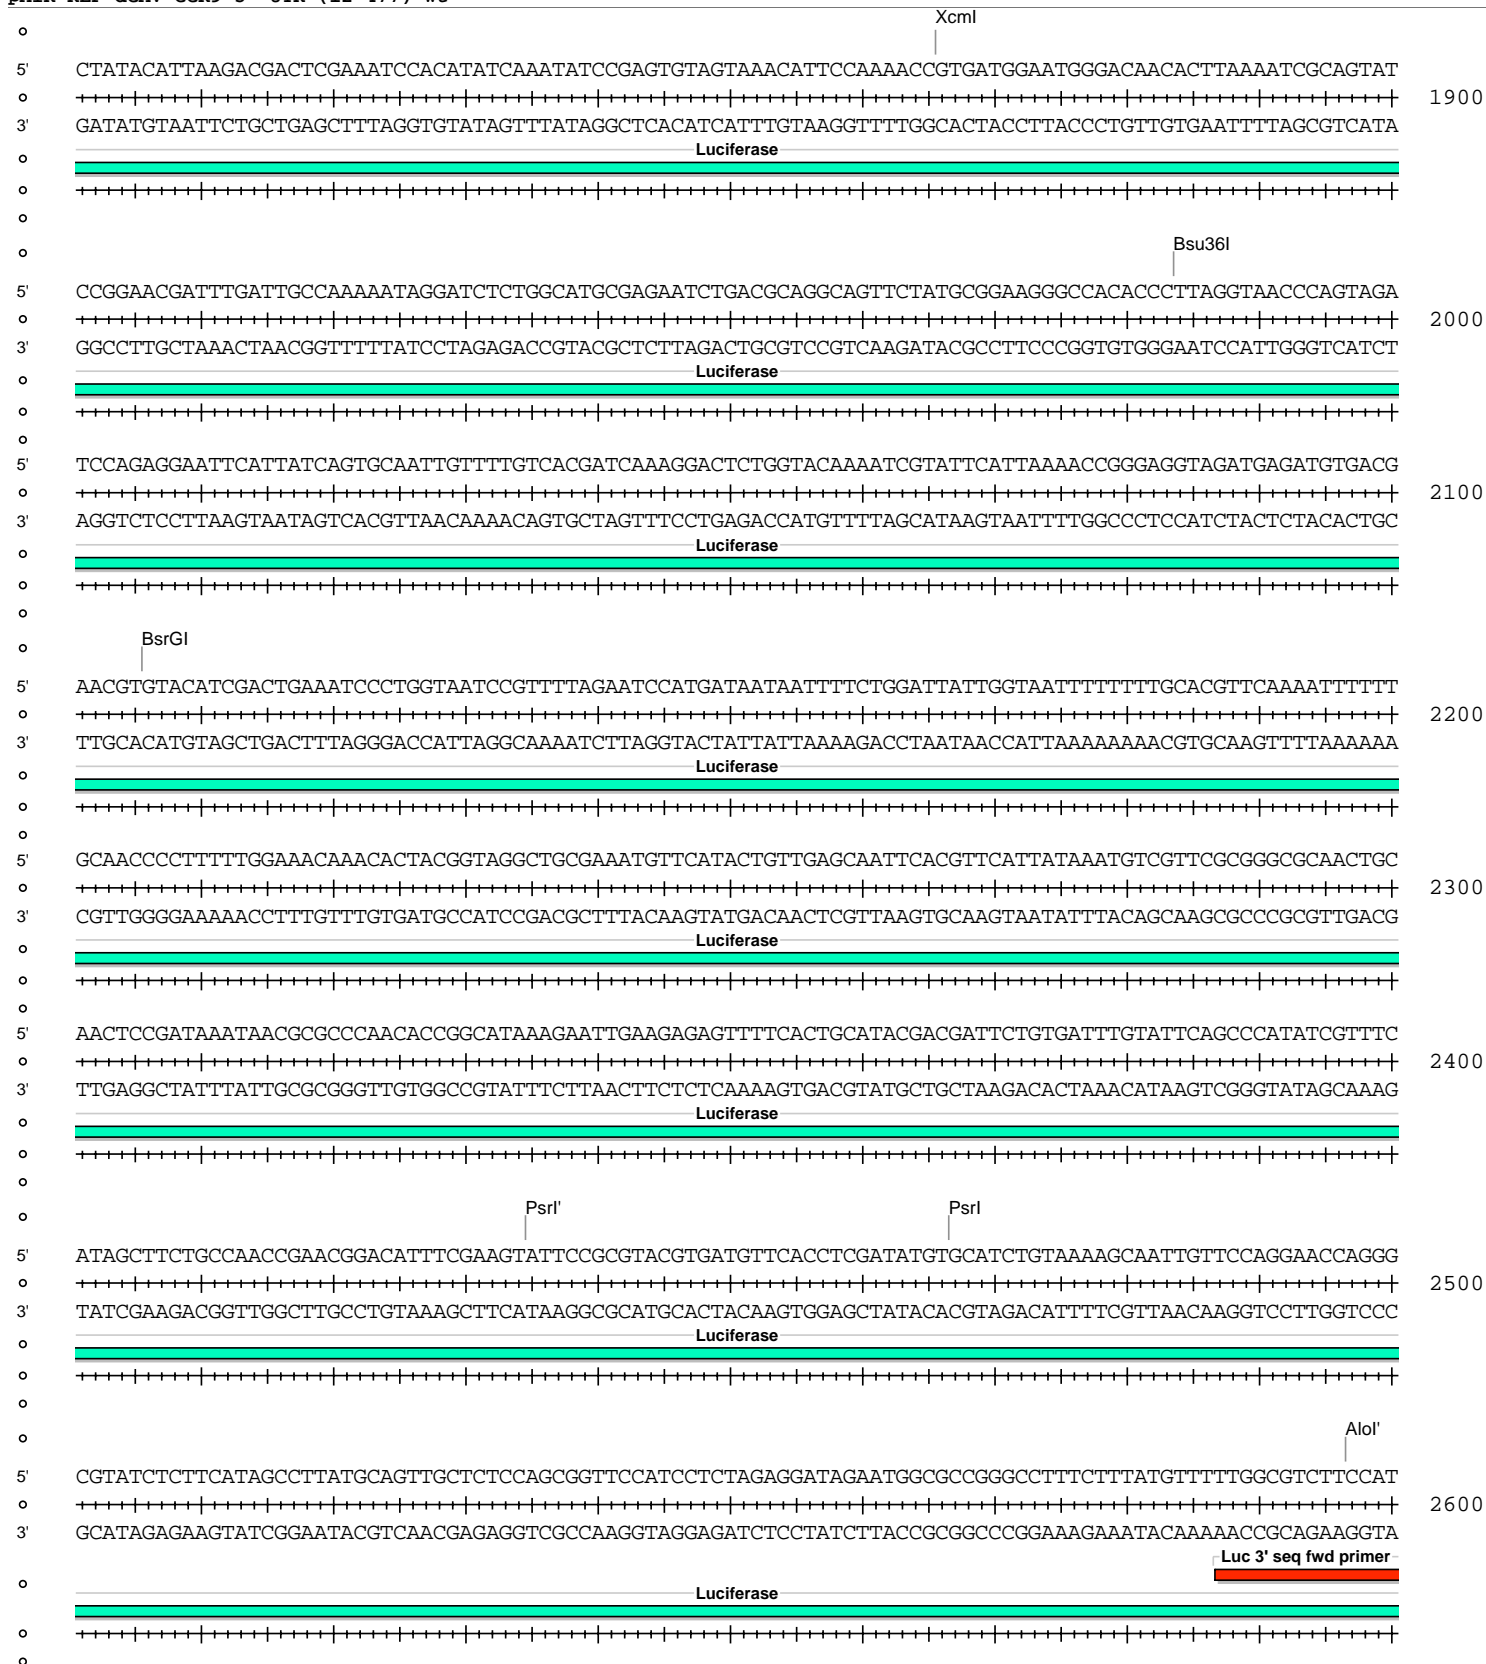 XcmI
5' CTATACATTAAGACGACTCGAAATCCACATATCAAATATCCGAGTGTAGTAAACATTCCAAAACCGTGATGGAATGGGACAACACTTAAAATCGCAGTAT
1900
3' GATATGTAATTCTGCTGAGCTTTAGGTGTATAGTTTATAGGCTCACATCATTTGTAAGGTTTTGGCACTACCTTACCCTGTTGTGAATTTTAGCGTCATA
Luciferase
Bsu36I
5' CCGGAACGATTTGATTGCCAAAAATAGGATCTCTGGCATGCGAGAATCTGACGCAGGCAGTTCTATGCGGAAGGGCCACACCCTTAGGTAACCCAGTAGA
2000
3' GGCCTTGCTAAACTAACGGTTTTTATCCTAGAGACCGTACGCTCTTAGACTGCGTCCGTCAAGATACGCCTTCCCGGTGTGGGAATCCATTGGGTCATCT
Luciferase
5' TCCAGAGGAATTCATTATCAGTGCAATTGTTTTGTCACGATCAAAGGACTCTGGTACAAAATCGTATTCATTAAAACCGGGAGGTAGATGAGATGTGACG
2100
3' AGGTCTCCTTAAGTAATAGTCACGTTAACAAAACAGTGCTAGTTTCCTGAGACCATGTTTTAGCATAAGTAATTTTGGCCCTCCATCTACTCTACACTGC
Luciferase
BsrGI
5' AACGTGTACATCGACTGAAATCCCTGGTAATCCGTTTTAGAATCCATGATAATAATTTTCTGGATTATTGGTAATTTTTTTTGCACGTTCAAAATTTTTT
2200
3' TTGCACATGTAGCTGACTTTAGGGACCATTAGGCAAAATCTTAGGTACTATTATTAAAAGACCTAATAACCATTAAAAAAAACGTGCAAGTTTTAAAAAA
Luciferase
5' GCAACCCCTTTTTGGAAACAAACACTACGGTAGGCTGCGAAATGTTCATACTGTTGAGCAATTCACGTTCATTATAAATGTCGTTCGCGGGCGCAACTGC
2300
3' CGTTGGGGAAAAACCTTTGTTTGTGATGCCATCCGACGCTTTACAAGTATGACAACTCGTTAAGTGCAAGTAATATTTACAGCAAGCGCCCGCGTTGACG
Luciferase
5' AACTCCGATAAATAACGCGCCCAACACCGGCATAAAGAATTGAAGAGAGTTTTCACTGCATACGACGATTCTGTGATTTGTATTCAGCCCATATCGTTTC
2400
3' TTGAGGCTATTTATTGCGCGGGTTGTGGCCGTATTTCTTAACTTCTCTCAAAAGTGACGTATGCTGCTAAGACACTAAACATAAGTCGGGTATAGCAAAG
Luciferase
PsrI' PsrI
5' ATAGCTTCTGCCAACCGAACGGACATTTCGAAGTATTCCGCGTACGTGATGTTCACCTCGATATGTGCATCTGTAAAAGCAATTGTTCCAGGAACCAGGG
2500
3' TATCGAAGACGGTTGGCTTGCCTGTAAAGCTTCATAAGGCGCATGCACTACAAGTGGAGCTATACACGTAGACATTTTCGTTAACAAGGTCCTTGGTCCC
Luciferase
AloI'
5' CGTATCTCTTCATAGCCTTATGCAGTTGCTCTCCAGCGGTTCCATCCTCTAGAGGATAGAATGGCGCCGGGCCTTTCTTTATGTTTTTGGCGTCTTCCAT
2600
3' GCATAGAGAAGTATCGGAATACGTCAACGAGAGGTCGCCAAGGTAGGAGATCTCCTATCTTACCGCGGCCCGGAAAGAAATACAAAAACCGCAGAAGGTA
Luc 3' seq fwd primer
Luciferase